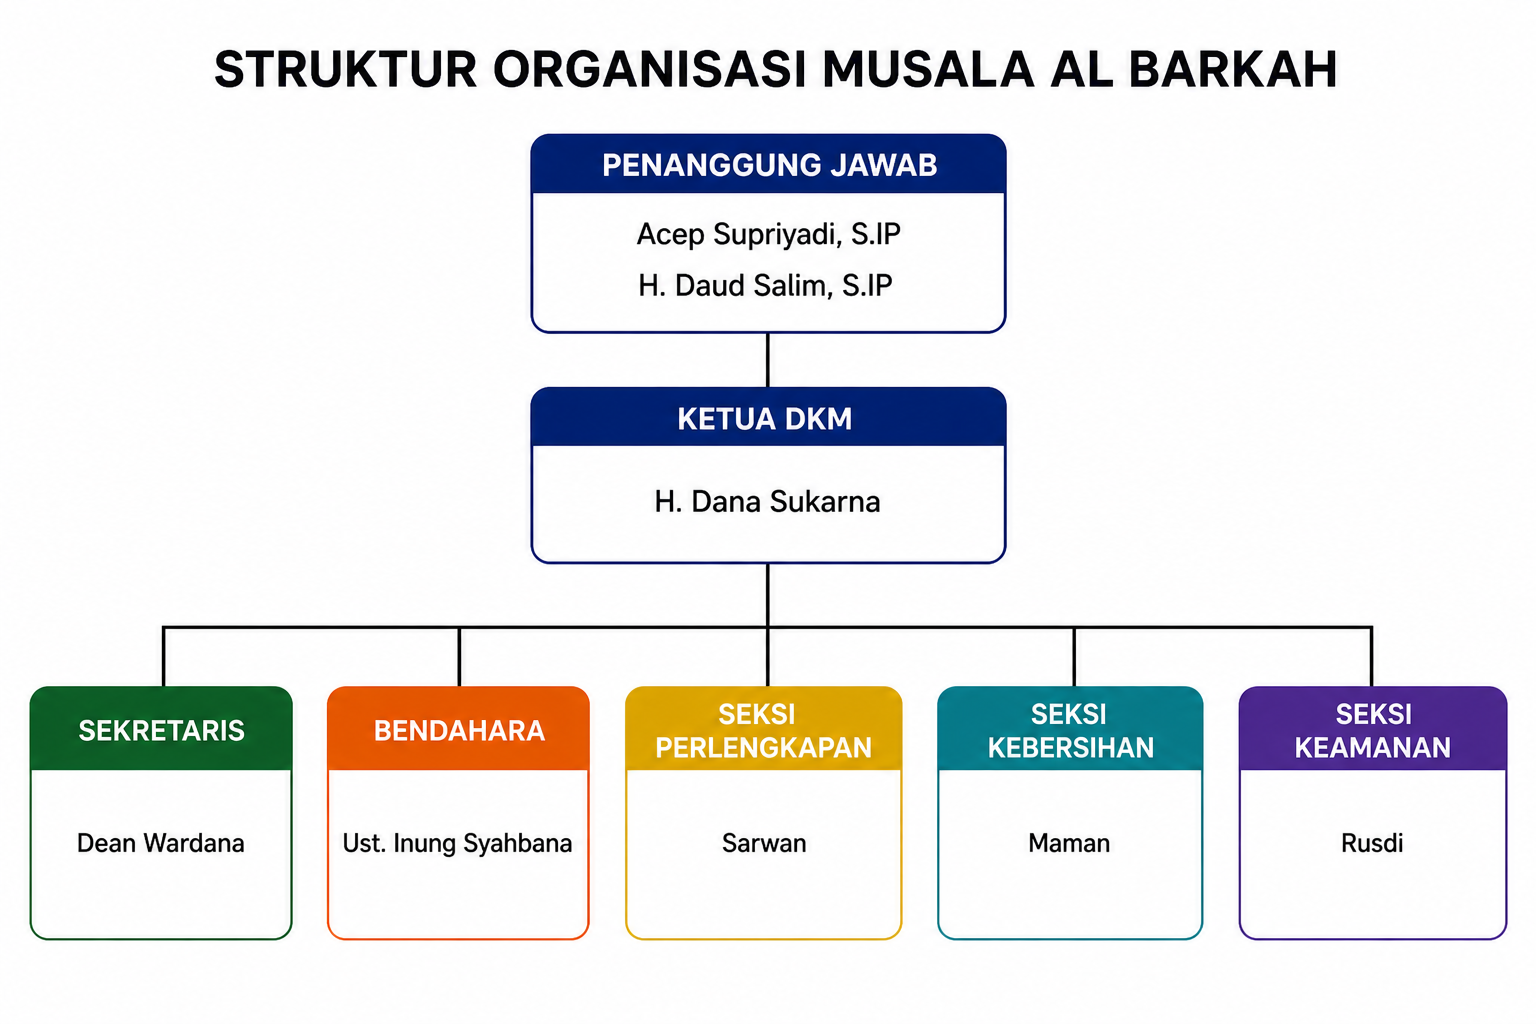 STRUKTUR ORGANISASI MUSALA AL BARKAH
PENANGGUNG JAWAB
Acep Supriyadi, S.IP
H. Daud Salim, S.IP
KETUA DKM
H. Dana Sukarna
SEKRETARIS
Dean Wardana
BENDAHARA
Ust. Inung Syahbana
SEKSI
PERLENGKAPAN
Sarwan
SEKSI
KEBERSIHAN
Maman
SEKSI
KEAMANAN
Rusdi